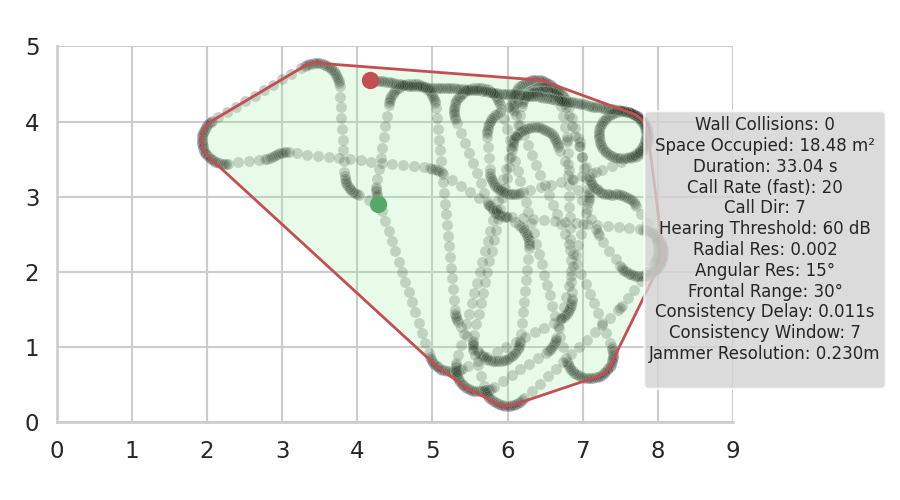 5
4
3
2
1
0
0 1 2 3 4 5 6 7 8 9
Wall Collisions: 0
Space Occupied: 18.48 m²
Duration: 33.04 s
Call Rate (fast): 20
Call Dir: 7
Hearing Threshold: 60 dB
Radial Res: 0.002
Angular Res: 15°
Frontal Range: 30°
Consistency Delay: 0.011s
Consistency Window: 7
Jammer Resolution: 0.230m